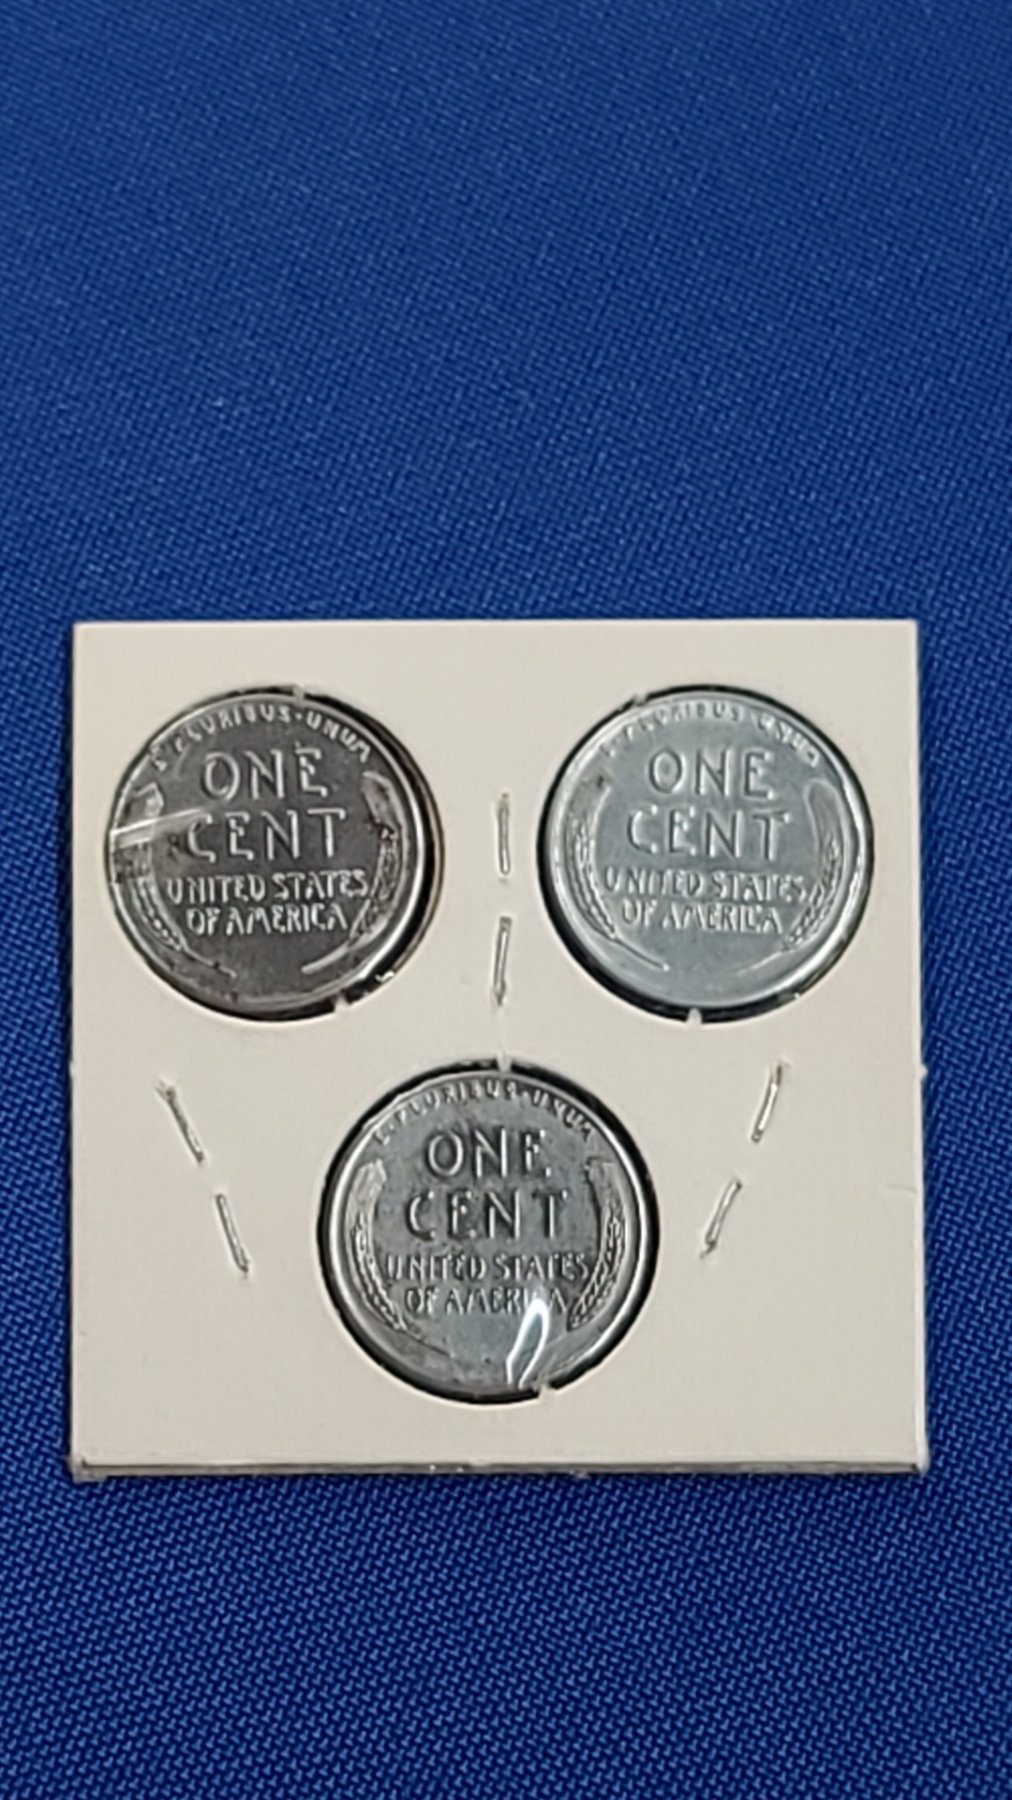 E·PLURIBUS·UNUM
ONE
CENT
UNITED STATES
OF AMERICA
E·PLURIBUS·UNUM
ONE
CENT
UNITED STATES
OF AMERICA
E·PLURIBUS·UNUM
ONE
CENT
UNITED STATES
OF AMERICA